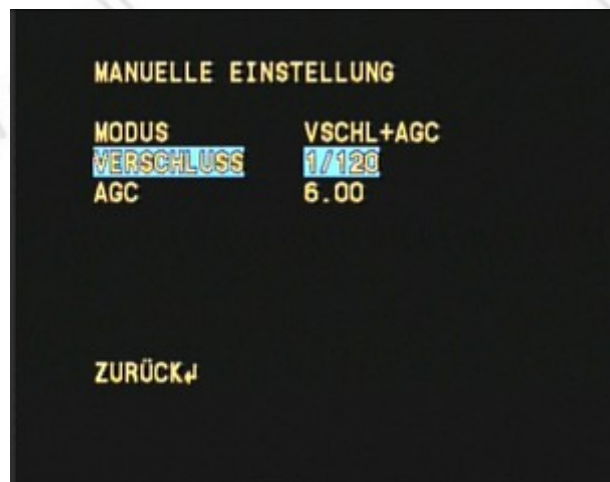 MANUELLE EINSTELLUNG
MODUS VSCHL+AGC
VERSCHLUSS 1/120
AGC 6.00
ZURÜCK↲